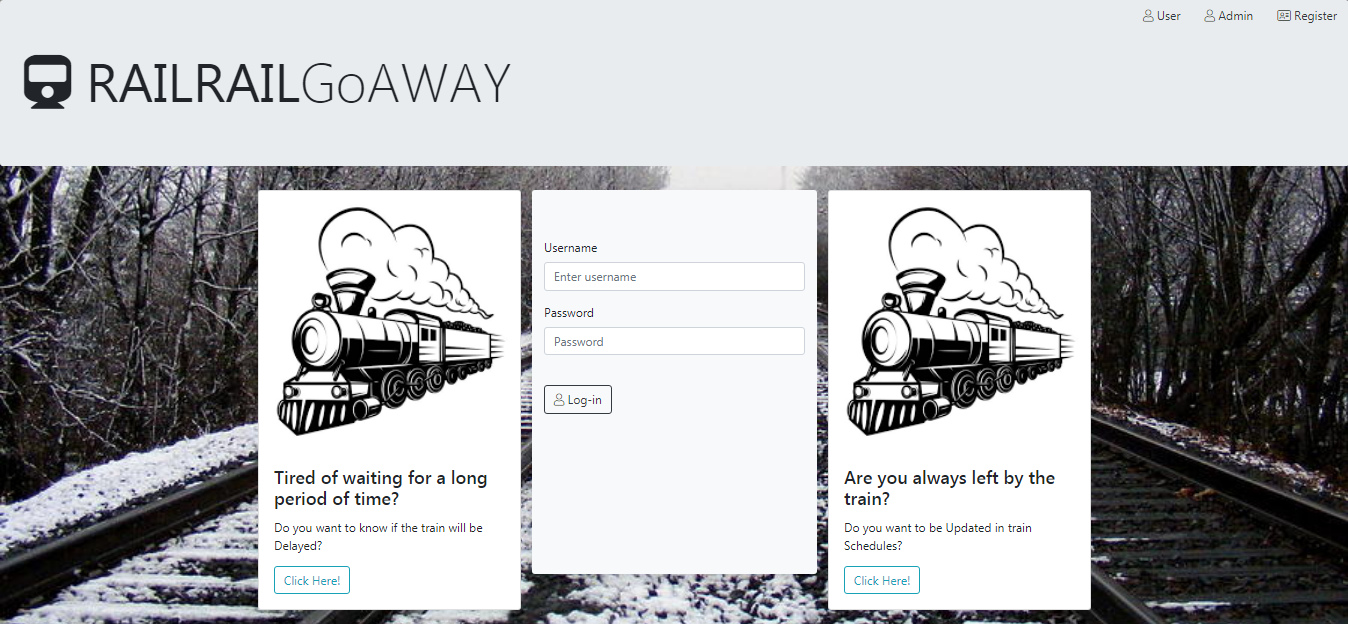 User Admin Register
RAILRAILGoAWAY
Tired of waiting for a long
period of time?
Do you want to know if the train will be
Delayed?
Click Here!
Username
Enter username
Password
Password
Log-in
Are you always left by the
train?
Do you want to be Updated in train
Schedules?
Click Here!